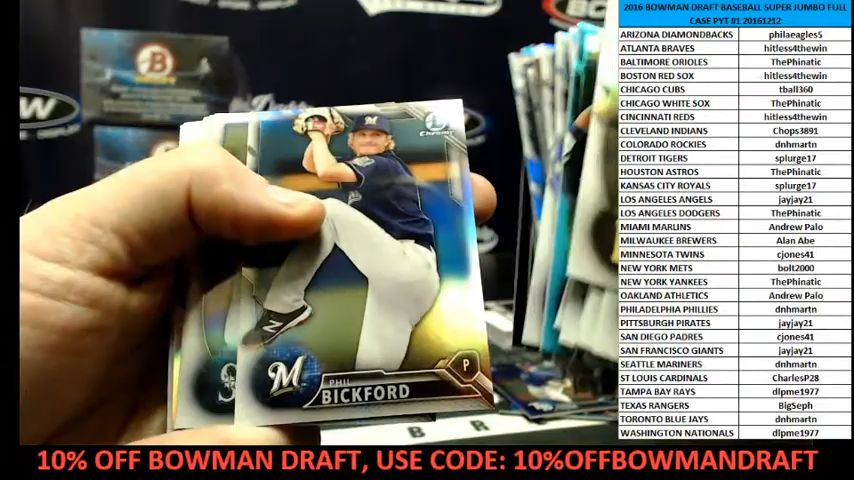 2016 BOWMAN DRAFT BASEBALL SUPER JUMBO FULL
CASE PYT #1 20161212
ARIZONA DIAMONDBACKS philaeagles5
ATLANTA BRAVES hitless4thewin
BALTIMORE ORIOLES ThePhinatic
BOSTON RED SOX hitless4thewin
CHICAGO CUBS tball360
CHICAGO WHITE SOX ThePhinatic
CINCINNATI REDS hitless4thewin
CLEVELAND INDIANS Chops3891
COLORADO ROCKIES dnhmartn
DETROIT TIGERS splurge17
HOUSTON ASTROS ThePhinatic
KANSAS CITY ROYALS splurge17
LOS ANGELES ANGELS jayjay21
LOS ANGELES DODGERS ThePhinatic
MIAMI MARLINS Andrew Palo
MILWAUKEE BREWERS Alan Abe
MINNESOTA TWINS cjones41
NEW YORK METS bolt2000
NEW YORK YANKEES ThePhinatic
OAKLAND ATHLETICS Andrew Palo
PHILADELPHIA PHILLIES dnhmartn
PITTSBURGH PIRATES jayjay21
SAN DIEGO PADRES cjones41
SAN FRANCISCO GIANTS jayjay21
SEATTLE MARINERS dnhmartn
ST LOUIS CARDINALS CharlesP28
TAMPA BAY RAYS dlpme1977
TEXAS RANGERS BigSeph
TORONTO BLUE JAYS dnhmartn
WASHINGTON NATIONALS dlpme1977
Chrome
M
P
PHIL
BICKFORD
10% OFF BOWMAN DRAFT, USE CODE: 10%OFFBOWMANDRAFT